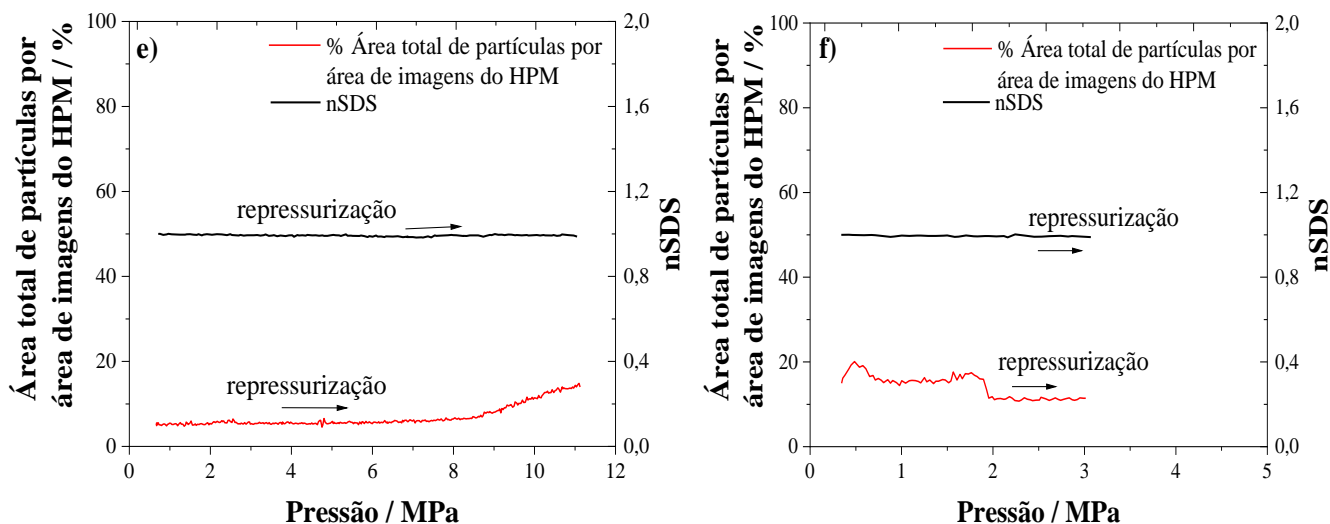 e)
% Área total de partículas por
área de imagens do HPM
nSDS
repressurização
repressurização
Área total de partículas por
área de imagens do HPM / %
100
80
60
40
20
0
2,0
1,6
1,2
0,8
0,4
0,0
nSDS
0 2 4 6 8 10 12
Pressão / MPa
f)
% Área total de partículas por
área de imagens do HPM
nSDS
repressurização
repressurização
Área total de partículas por
área de imagens do HPM / %
100
80
60
40
20
0
2,0
1,6
1,2
0,8
0,4
0,0
nSDS
0 1 2 3 4 5
Pressão / MPa